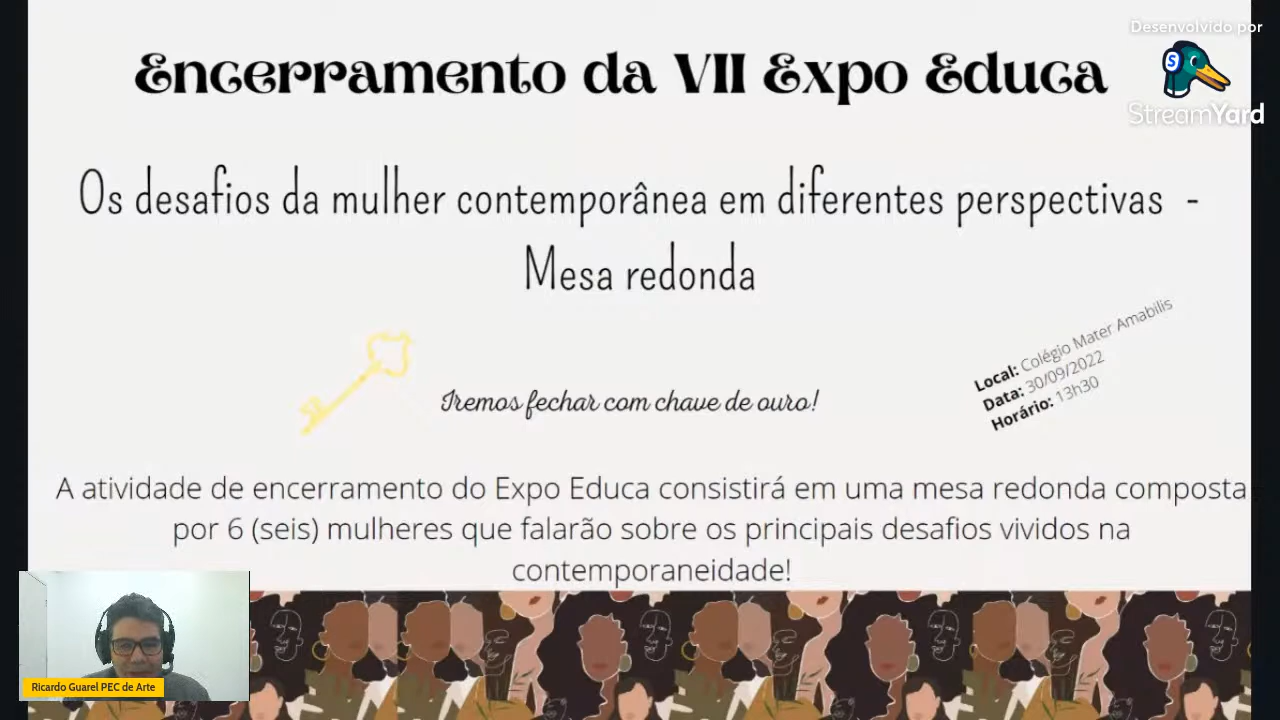 Desenvolvido por
StreamYard
Encerramento da VII Expo Educa
Os desafios da mulher contemporânea em diferentes perspectivas -
Mesa redonda
Local: Colégio Mater Amabilis
Data: 30/09/2022
Horário: 13h30
Iremos fechar com chave de ouro!
A atividade de encerramento do Expo Educa consistirá em uma mesa redonda composta
por 6 (seis) mulheres que falarão sobre os principais desafios vividos na
contemporaneidade!
Ricardo Guarel PEC de Arte